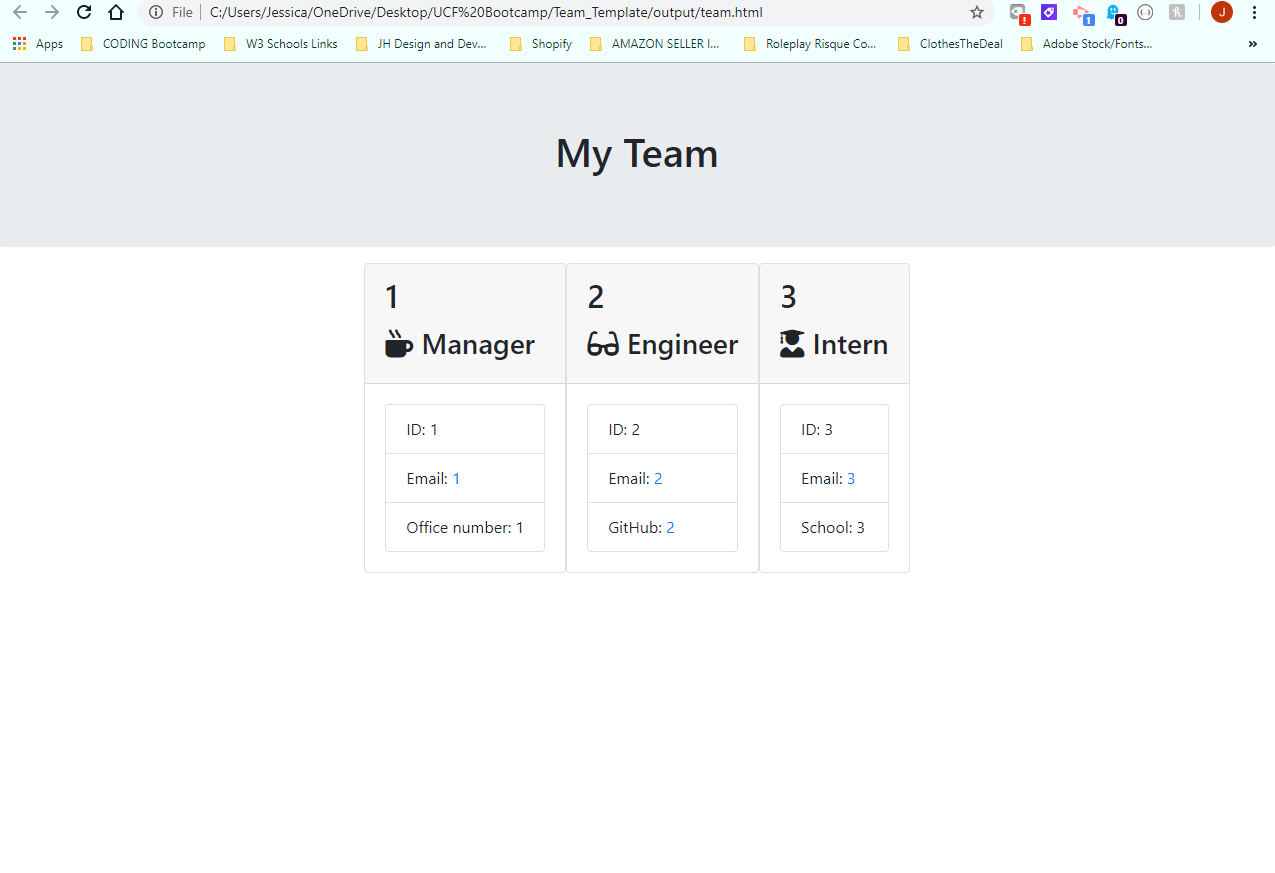 File C:/Users/Jessica/OneDrive/Desktop/UCF%20Bootcamp/Team_Template/output/team.html ! 1 0 J
Apps CODING Bootcamp W3 Schools Links JH Design and Dev... Shopify AMAZON SELLER I... Roleplay Risque Co... ClothesTheDeal Adobe Stock/Fonts... »
My Team
1
Manager
ID: 1
Email: 1
Office number: 1
2
Engineer
ID: 2
Email: 2
GitHub: 2
3
Intern
ID: 3
Email: 3
School: 3